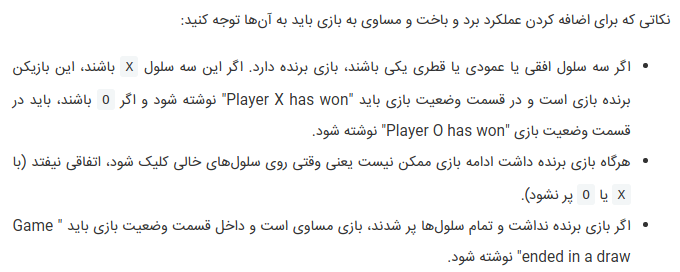 نکاتی که برای اضافه کردن عملکرد برد و باخت و مساوی به بازی باید به آن‌ها توجه کنید:
اگر سه سلول افقی یا عمودی یا قطری یکی باشند، بازی برنده دارد. اگر این سه سلول X باشند، این بازیکن
برنده بازی است و در قسمت وضعیت بازی باید "Player X has won" نوشته شود و اگر O باشند، باید در
قسمت وضعیت بازی "Player O has won" نوشته شود.
هرگاه بازی برنده داشت ادامه بازی ممکن نیست یعنی وقتی روی سلول‌های خالی کلیک شود، اتفاقی نیفتد (با
X یا O پر نشود).
اگر بازی برنده نداشت و تمام سلول‌ها پر شدند، بازی مساوی است و داخل قسمت وضعیت بازی باید "Game
ended in a draw" نوشته شود.